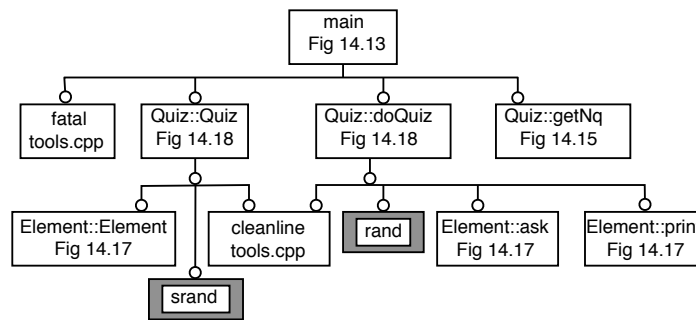 main
Fig 14.13
fatal
tools.cpp
Quiz::Quiz
Fig 14.18
Quiz::doQuiz
Fig 14.18
Quiz::getNq
Fig 14.15
Element::Element
Fig 14.17
cleanline
tools.cpp
rand
Element::ask
Fig 14.17
Element::prin
Fig 14.17
srand